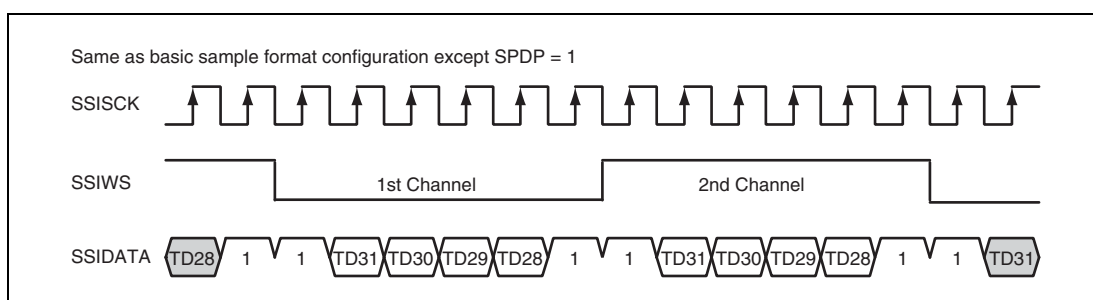 Same as basic sample format configuration except SPDP = 1
SSISCK
SSIWS 1st Channel 2nd Channel
SSIDATA TD28 1 1 TD31 TD30 TD29 TD28 1 1 TD31 TD30 TD29 TD28 1 1 TD31